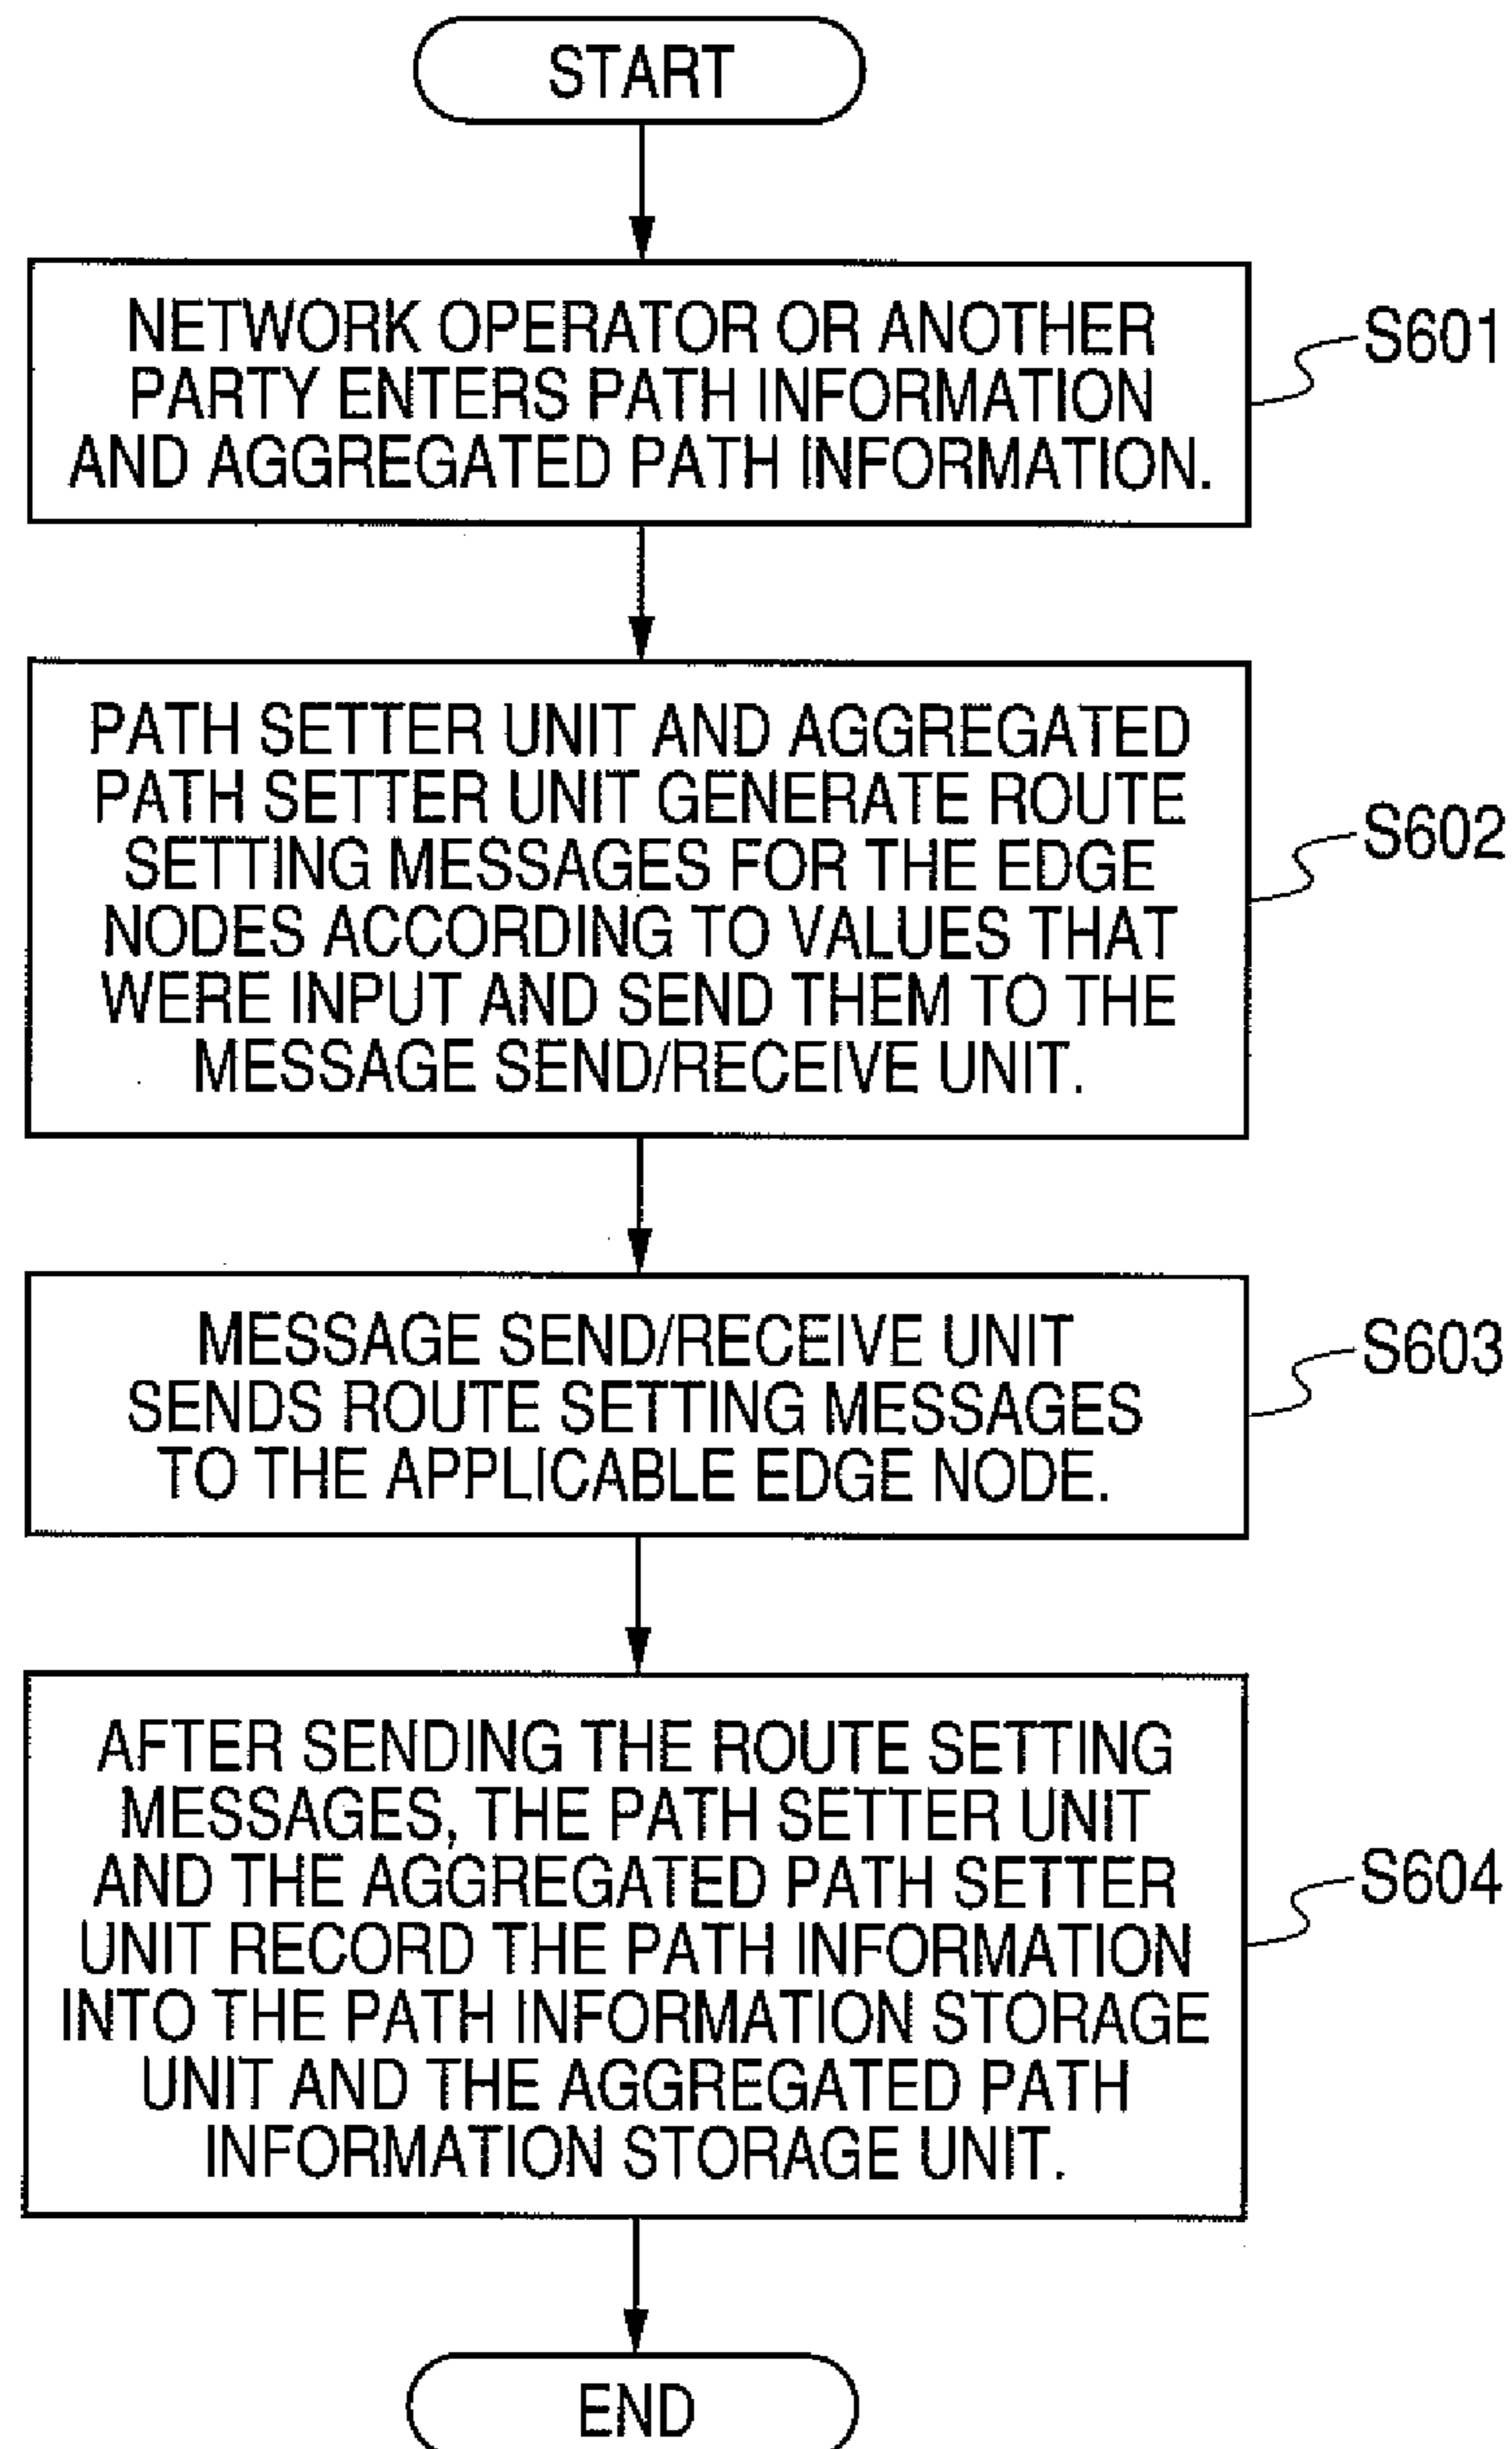 START
NETWORK OPERATOR OR ANOTHER
PARTY ENTERS PATH INFORMATION
AND AGGREGATED PATH INFORMATION.
S601
PATH SETTER UNIT AND AGGREGATED
PATH SETTER UNIT GENERATE ROUTE
SETTING MESSAGES FOR THE EDGE
NODES ACCORDING TO VALUES THAT
WERE INPUT AND SEND THEM TO THE
MESSAGE SEND/RECEIVE UNIT.
S602
MESSAGE SEND/RECEIVE UNIT
SENDS ROUTE SETTING MESSAGES
TO THE APPLICABLE EDGE NODE.
S603
AFTER SENDING THE ROUTE SETTING
MESSAGES, THE PATH SETTER UNIT
AND THE AGGREGATED PATH SETTER
UNIT RECORD THE PATH INFORMATION
INTO THE PATH INFORMATION STORAGE
UNIT AND THE AGGREGATED PATH
INFORMATION STORAGE UNIT.
S604
END